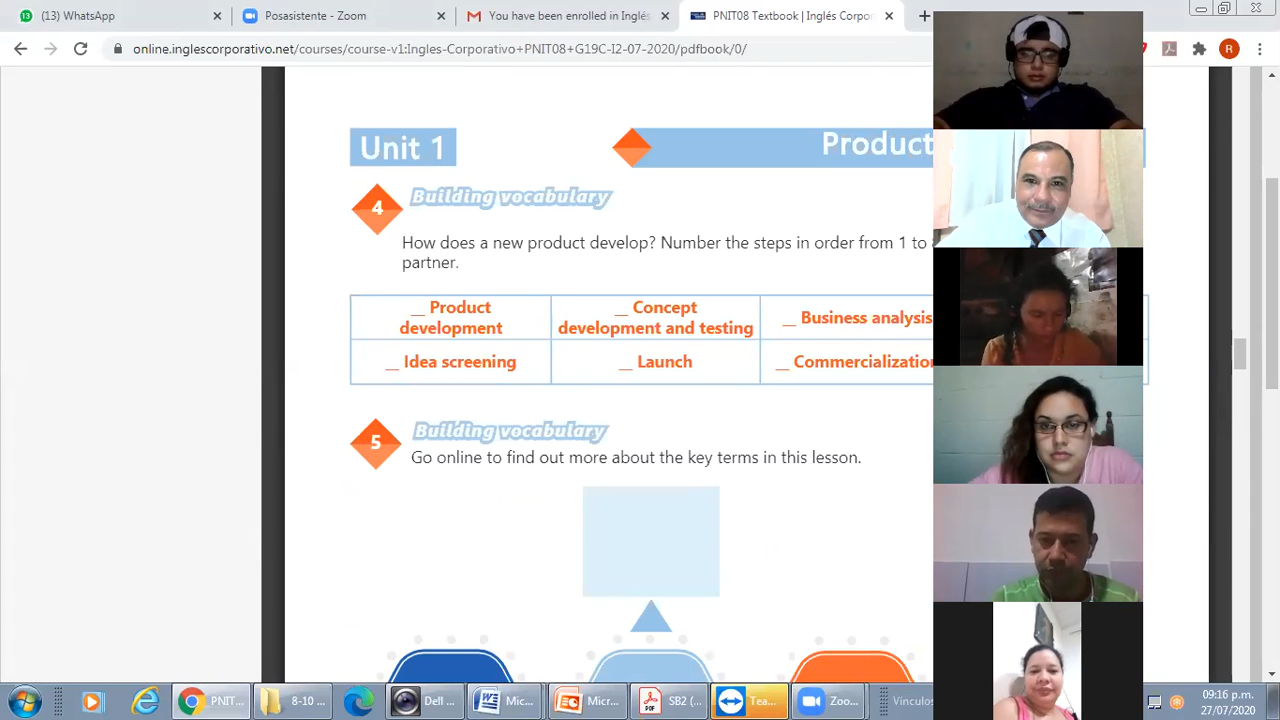 (13) WhatsApp
Posasistente - Zoom
You have been enrolled in Inglés
PNIT08 Textbook | Inglés Corpor
online.inglescorporativo.net/courses/course-v1:Ingles-Corporativo+PNIT08+G19C-I2-07-2020/pdfbook/0/
R
Unit 1
Product
4
Building vocabulary
How does a new product develop? Number the steps in order from 1 to
partner.
__ Product development
__ Concept development and testing
__ Business analysis
__ Idea screening
__ Launch
__ Commercializatio
5
Building vocabulary
Go online to find out more about the key terms in this lesson.
PNI...
8-10 ...
Dell ...
Mic...
Micr...
SB2 (...
Tea...
Zoo...
Vínculos
09:16 p.m.
27/07/2020